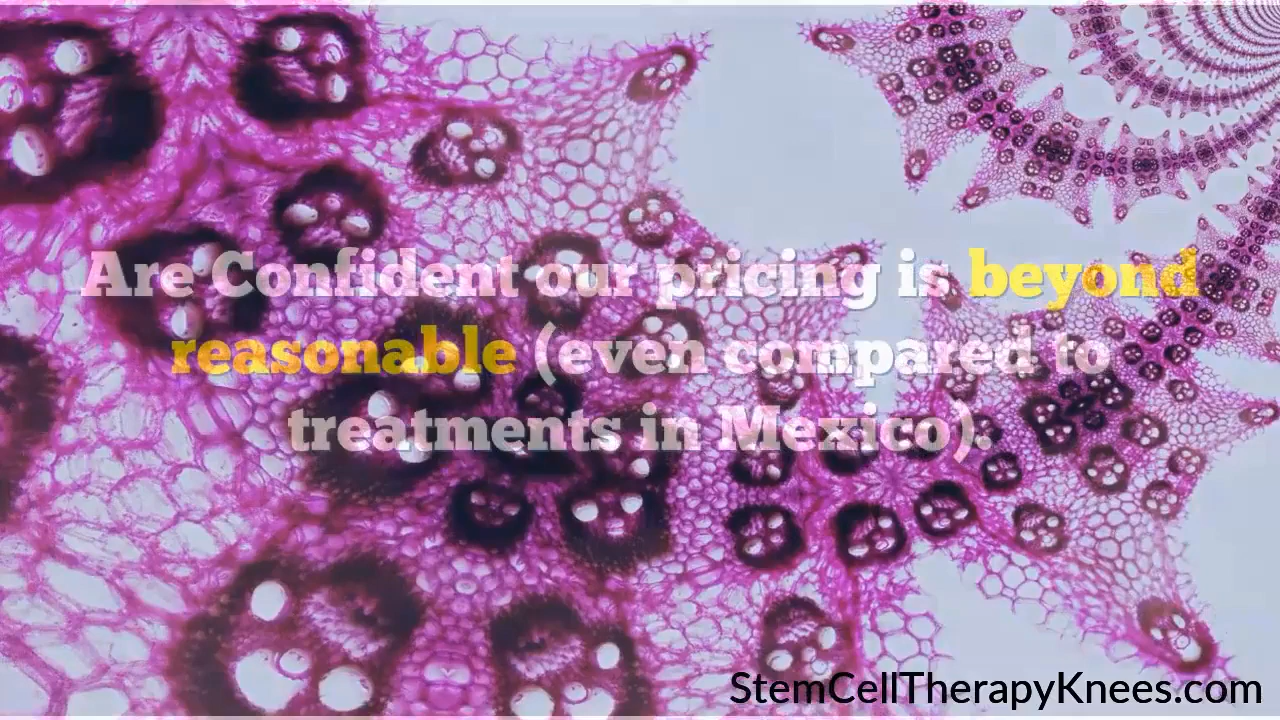 Are Confident our pricing is beyond
reasonable (even compared to
treatments in Mexico).
StemCellTherapyKnees.com